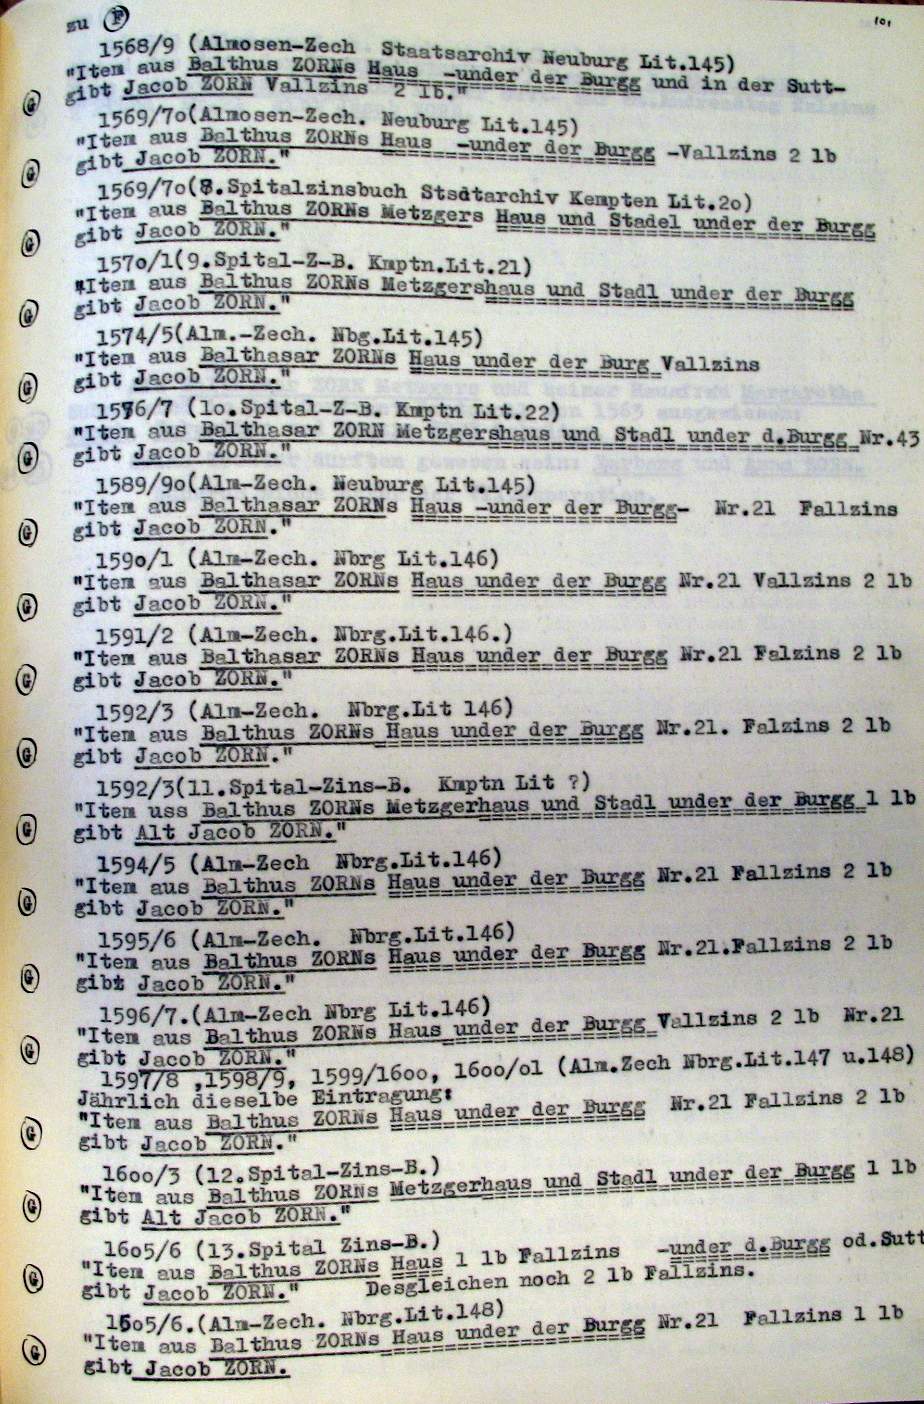 zu (F)
101
1568/9 (Almosen-Zech Staatsarchiv Neuburg Lit.145)
"Item aus Balthus ZORNs Haus -under der Burgg und in der Sutt-
gibt Jacob ZORN Vallzins 2 lb."
(G)
1569/7o(Almosen-Zech. Neuburg Lit.145)
"Item aus Balthus ZORNs Haus -under der Burgg -Vallzins 2 lb
gibt Jacob ZORN."
(G)
1569/7o(8.Spitalzinsbuch Stsdtarchiv Kempten Lit.2o)
"Item aus Balthus ZORNs Metzgers Haus und Stadel under der Burgg
gibt Jacob ZORN."
(G)
157o/1(9.Spital-Z-B. Kmptn.Lit.21)
"Item aus Balthus ZORNs Metzgershaus und Stadl under der Burgg
gibt Jacob ZORN."
(G)
1574/5(Alm.-Zech. Nbg.Lit.145)
"Item aus Balthasar ZORNs Haus under der Burg Vallzins
gibt Jacob ZORN."
(G)
1576/7 (1o.Spital-Z-B. Kmptn Lit.22)
"Item aus Balthasar ZORN Metzgershaus und Stadl under d.Burgg Nr.43
gibt Jacob ZORN."
(G)
1589/9o(Alm-Zech. Neuburg Lit.145)
"Item aus Balthasar ZORNs Haus -under der Burgg- Nr.21 Fallzins
gibt Jacob ZORN."
(G)
159o/1 (Alm-Zech. Nbrg Lit.146)
"Item aus Balthasar ZORNs Haus under der Burgg Nr.21 Vallzins 2 lb
gibt Jacob ZORN."
(G)
1591/2 (Alm-Zech. Nbrg.Lit.146.)
"Item aus Balthasar ZORNs Haus under der Burgg Nr.21 Falzins 2 lb
gibt Jacob ZORN."
(G)
1592/3 (Alm-Zech. Nbrg.Lit 146)
"Item aus Balthus ZORNs Haus under der Burgg Nr.21. Falzins 2 lb
gibt Jacob ZORN."
(G)
1592/3(11.Spital-Zins-B. Kmptn Lit ?)
"Item uss Balthus ZORNs Metzgerhaus und Stadl under der Burgg 1 lb
gibt Alt Jacob ZORN."
(G)
1594/5 (Alm-Zech Nbrg.Lit.146)
"Item aus Balthus ZORNs Haus under der Burgg Nr.21 Fallzins 2 lb
gibt Jacob ZORN."
(G)
1595/6 (Alm-Zech. Nbrg.Lit.146)
"Item aus Balthus ZORNs Haus under der Burgg Nr.21.Fallzins 2 lb
gibt Jacob ZORN."
(G)
1596/7.(Alm-Zech Nbrg Lit.146)
"Item aus Balthus ZORNs Haus under der Burgg Vallzins 2 lb Nr.21
gibt Jacob ZORN."
(G)
1597/8 ,1598/9, 1599/16oo, 16oo/o1 (Alm.Zech Nbrg.Lit.147 u.148)
Jährlich dieselbe Eintragung:
"Item aus Balthus ZORNs Haus under der Burgg Nr.21 Fallzins 2 lb
gibt Jacob ZORN."
(G)
16oo/3 (12.Spital-Zins-B.)
"Item aus Balthus ZORNs Metzgerhaus und Stadl under der Burgg 1 lb
gibt Alt Jacob ZORN."
(G)
16o5/6 (13.Spital Zins-B.)
"Item aus Balthus ZORNs Haus 1 lb Fallzins -under d.Burgg od.Sutt
gibt Jacob ZORN." Desgleichen noch 2 lb Fallzins.
(G)
16o5/6.(Alm-Zech. Nbrg.Lit.148)
"Item aus Balthus ZORNs Haus under der Burgg Nr.21 Fallzins 1 lb
gibt Jacob ZORN.
(G)